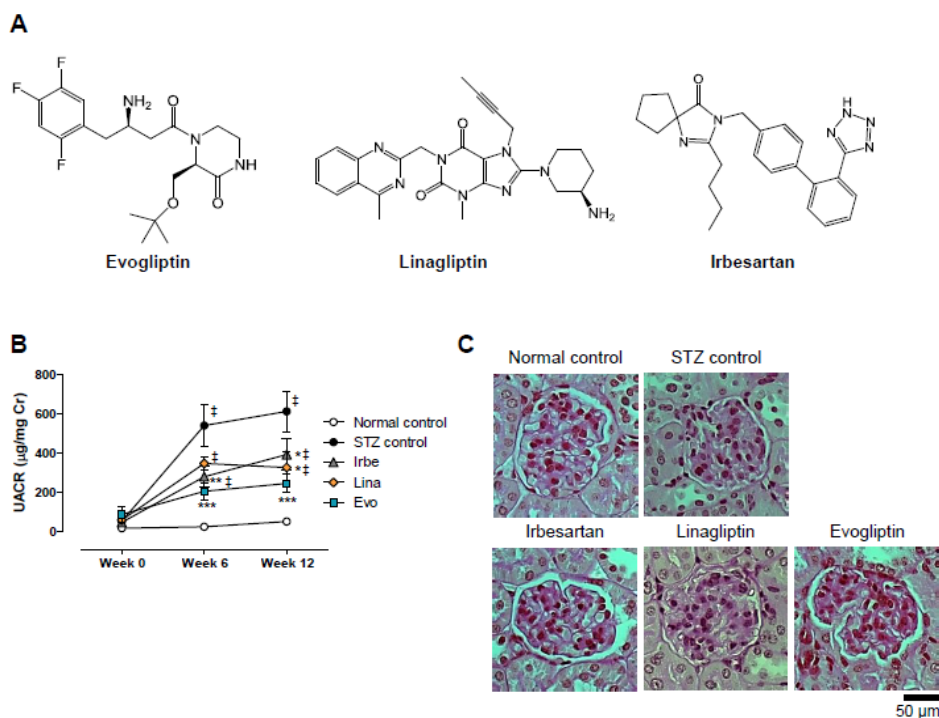 A
F
F
F
NH₂
O
N
NH
O
O
Evogliptin
N
N
O
N
O
N
N
N
N
NH₂
Linagliptin
O
N
N
H
N
N
N
N
Irbesartan
B
UACR (µg/mg Cr)
800
600
400
200
0
Week 0
Week 6
Week 12
‡
‡
‡
**‡
***
*‡
*‡
***
Normal control
STZ control
Irbe
Lina
Evo
C
Normal control
STZ control
Irbesartan
Linagliptin
Evogliptin
50 µm